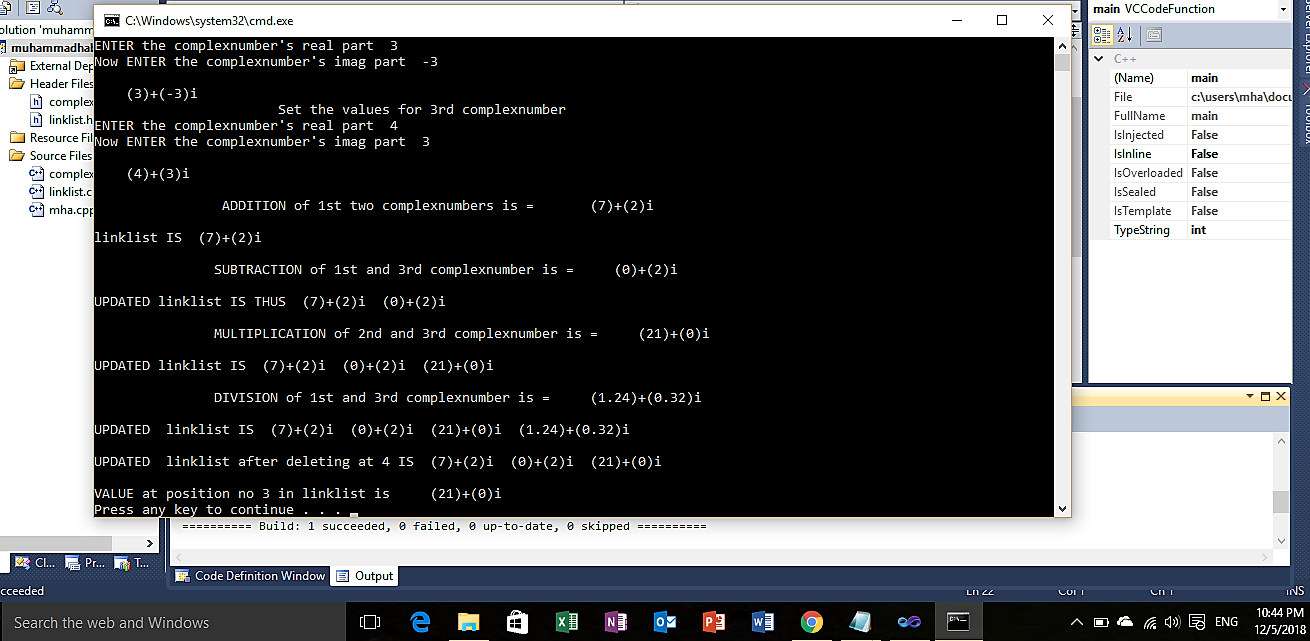 C:\Windows\system32\cmd.exe
ENTER the complexnumber's real part 3
Now ENTER the complexnumber's imag part -3
(3)+(-3)i
Set the values for 3rd complexnumber
ENTER the complexnumber's real part 4
Now ENTER the complexnumber's imag part 3
(4)+(3)i
ADDITION of 1st two complexnumbers is = (7)+(2)i
linklist IS (7)+(2)i
SUBTRACTION of 1st and 3rd complexnumber is = (0)+(2)i
UPDATED linklist IS THUS (7)+(2)i (0)+(2)i
MULTIPLICATION of 2nd and 3rd complexnumber is = (21)+(0)i
UPDATED linklist IS (7)+(2)i (0)+(2)i (21)+(0)i
DIVISION of 1st and 3rd complexnumber is = (1.24)+(0.32)i
UPDATED linklist IS (7)+(2)i (0)+(2)i (21)+(0)i (1.24)+(0.32)i
UPDATED linklist after deleting at 4 IS (7)+(2)i (0)+(2)i (21)+(0)i
VALUE at position no 3 in linklist is (21)+(0)i
Press any key to continue . . .
olution 'muhamm
muhammadhal
External Dep
Header Files
complex
linklist.h
Resource Fil
Source Files
complex
linklist.c
mha.cpp
main VCCodeFunction
C++
(Name) main
File c:\users\mha\docu
FullName main
IsInjected False
IsInline False
IsOverloaded False
IsSealed False
IsTemplate False
TypeString int
========== Build: 1 succeeded, 0 failed, 0 up-to-date, 0 skipped ==========
Cl... Pr... T...
Code Definition Window Output
cceeded
Ln 22 Col 1 Ch 1 INS
Search the web and Windows
ENG
10:44 PM
12/5/2018